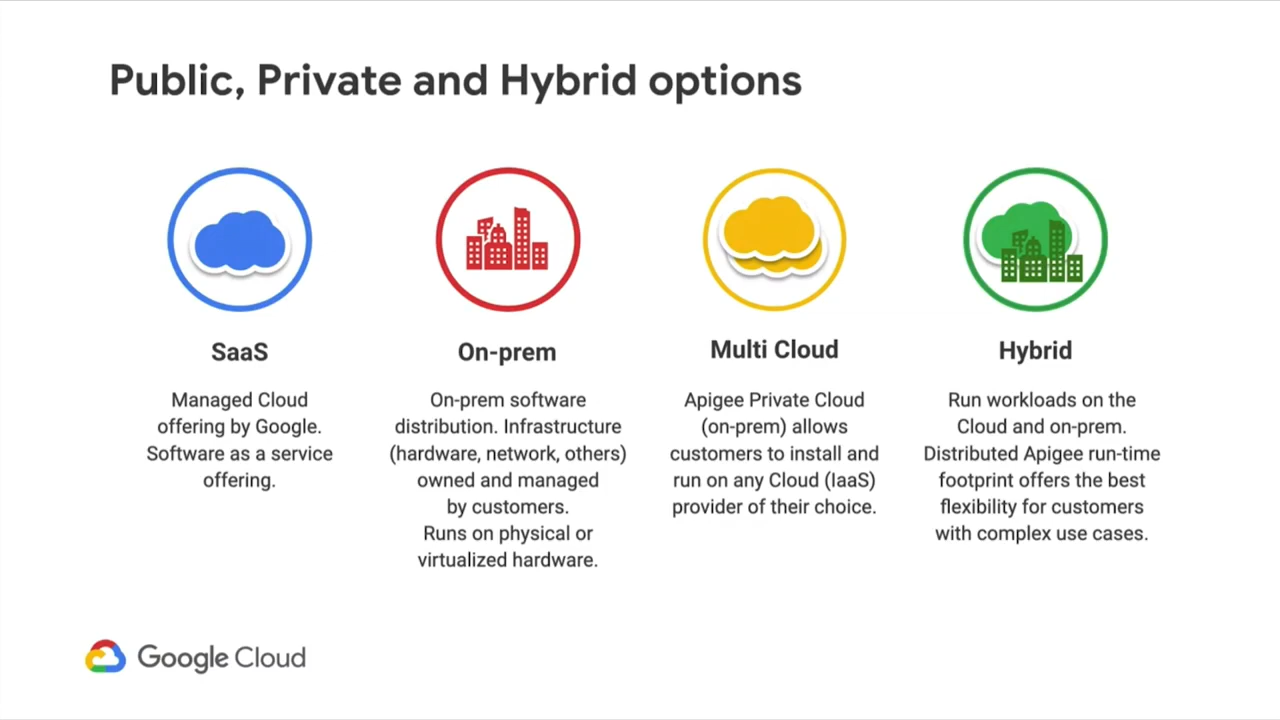 Public, Private and Hybrid options
SaaS
Managed Cloud
offering by Google.
Software as a service
offering.
On-prem
On-prem software
distribution. Infrastructure
(hardware, network, others)
owned and managed
by customers.
Runs on physical or
virtualized hardware.
Multi Cloud
Apigee Private Cloud
(on-prem) allows
customers to install and
run on any Cloud (IaaS)
provider of their choice.
Hybrid
Run workloads on the
Cloud and on-prem.
Distributed Apigee run-time
footprint offers the best
flexibility for customers
with complex use cases.
Google Cloud